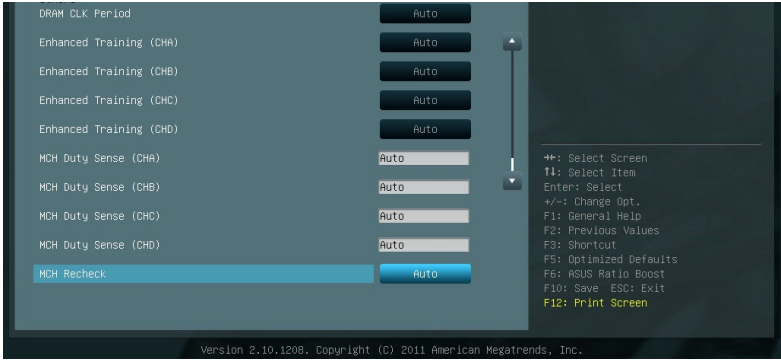 DRAM CLK Period Auto
Enhanced Training (CHA) Auto
Enhanced Training (CHB) Auto
Enhanced Training (CHC) Auto
Enhanced Training (CHD) Auto
MCH Duty Sense (CHA) Auto
MCH Duty Sense (CHB) Auto
MCH Duty Sense (CHC) Auto
MCH Duty Sense (CHD) Auto
MCH Recheck Auto
→←: Select Screen
↑↓: Select Item
Enter: Select
+/-: Change Opt.
F1: General Help
F2: Previous Values
F3: Shortcut
F5: Optimized Defaults
F6: ASUS Ratio Boost
F10: Save ESC: Exit
F12: Print Screen
Version 2.10.1208. Copyright (C) 2011 American Megatrends, Inc.